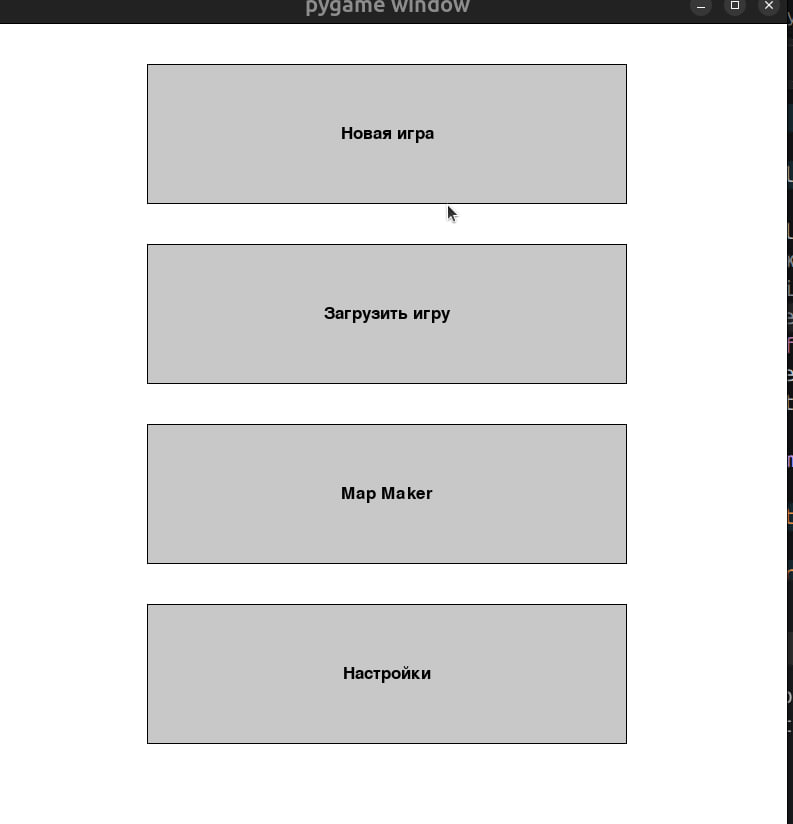 pygame window
Новая игра
Загрузить игру
Map Maker
Настройки